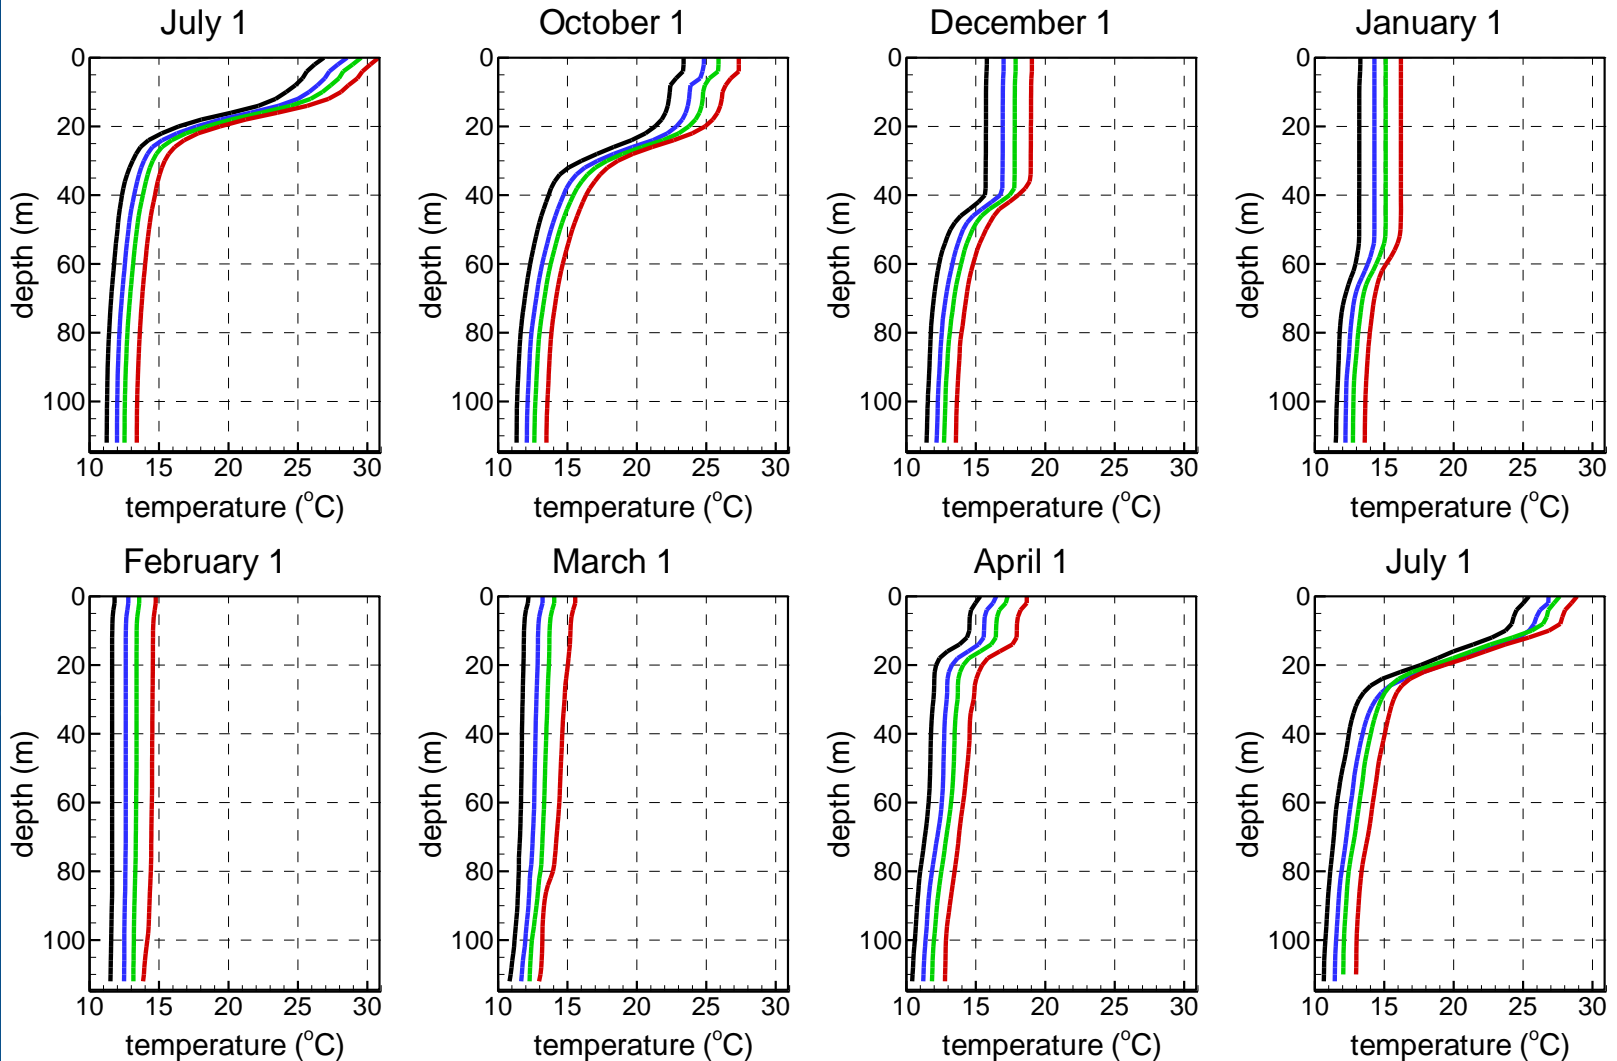 July 1 October 1 December 1 January 1
0 0 0 0
20 20 20 20
40 40 40 40
60 60 60 60
80 80 80 80
100 100 100 100
depth (m) depth (m) depth (m) depth (m)
10 15 20 25 30 10 15 20 25 30 10 15 20 25 30 10 15 20 25 30
temperature (°C) temperature (°C) temperature (°C) temperature (°C)
February 1 March 1 April 1 July 1
0 0 0 0
20 20 20 20
40 40 40 40
60 60 60 60
80 80 80 80
100 100 100 100
depth (m) depth (m) depth (m) depth (m)
10 15 20 25 30 10 15 20 25 30 10 15 20 25 30 10 15 20 25 30
temperature (°C) temperature (°C) temperature (°C) temperature (°C)